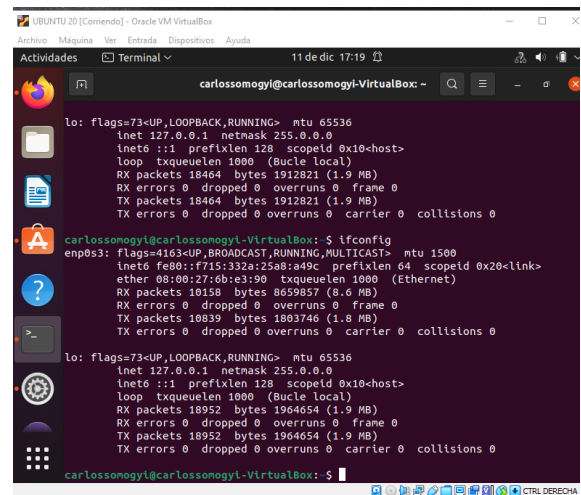 UBUNTU 20 [Corriendo] - Oracle VM VirtualBox
Archivo Máquina Ver Entrada Dispositivos Ayuda
Actividades Terminal 11 de dic 17:19
carlossomogyi@carlossomogyi-VirtualBox: ~
lo: flags=73<UP,LOOPBACK,RUNNING> mtu 65536
inet 127.0.0.1 netmask 255.0.0.0
inet6 ::1 prefixlen 128 scopeid 0x10<host>
loop txqueuelen 1000 (Bucle local)
RX packets 18464 bytes 1912821 (1.9 MB)
RX errors 0 dropped 0 overruns 0 frame 0
TX packets 18464 bytes 1912821 (1.9 MB)
TX errors 0 dropped 0 overruns 0 carrier 0 collisions 0
carlossomogyi@carlossomogyi-VirtualBox:~$ ifconfig
enp0s3: flags=4163<UP,BROADCAST,RUNNING,MULTICAST> mtu 1500
inet6 fe80::f715:332a:25a8:a49c prefixlen 64 scopeid 0x20<link>
ether 08:00:27:6b:e3:90 txqueuelen 1000 (Ethernet)
RX packets 10158 bytes 8659857 (8.6 MB)
RX errors 0 dropped 0 overruns 0 frame 0
TX packets 10839 bytes 1803746 (1.8 MB)
TX errors 0 dropped 0 overruns 0 carrier 0 collisions 0
lo: flags=73<UP,LOOPBACK,RUNNING> mtu 65536
inet 127.0.0.1 netmask 255.0.0.0
inet6 ::1 prefixlen 128 scopeid 0x10<host>
loop txqueuelen 1000 (Bucle local)
RX packets 18952 bytes 1964654 (1.9 MB)
RX errors 0 dropped 0 overruns 0 frame 0
TX packets 18952 bytes 1964654 (1.9 MB)
TX errors 0 dropped 0 overruns 0 carrier 0 collisions 0
carlossomogyi@carlossomogyi-VirtualBox:~$
CTRL DERECHA